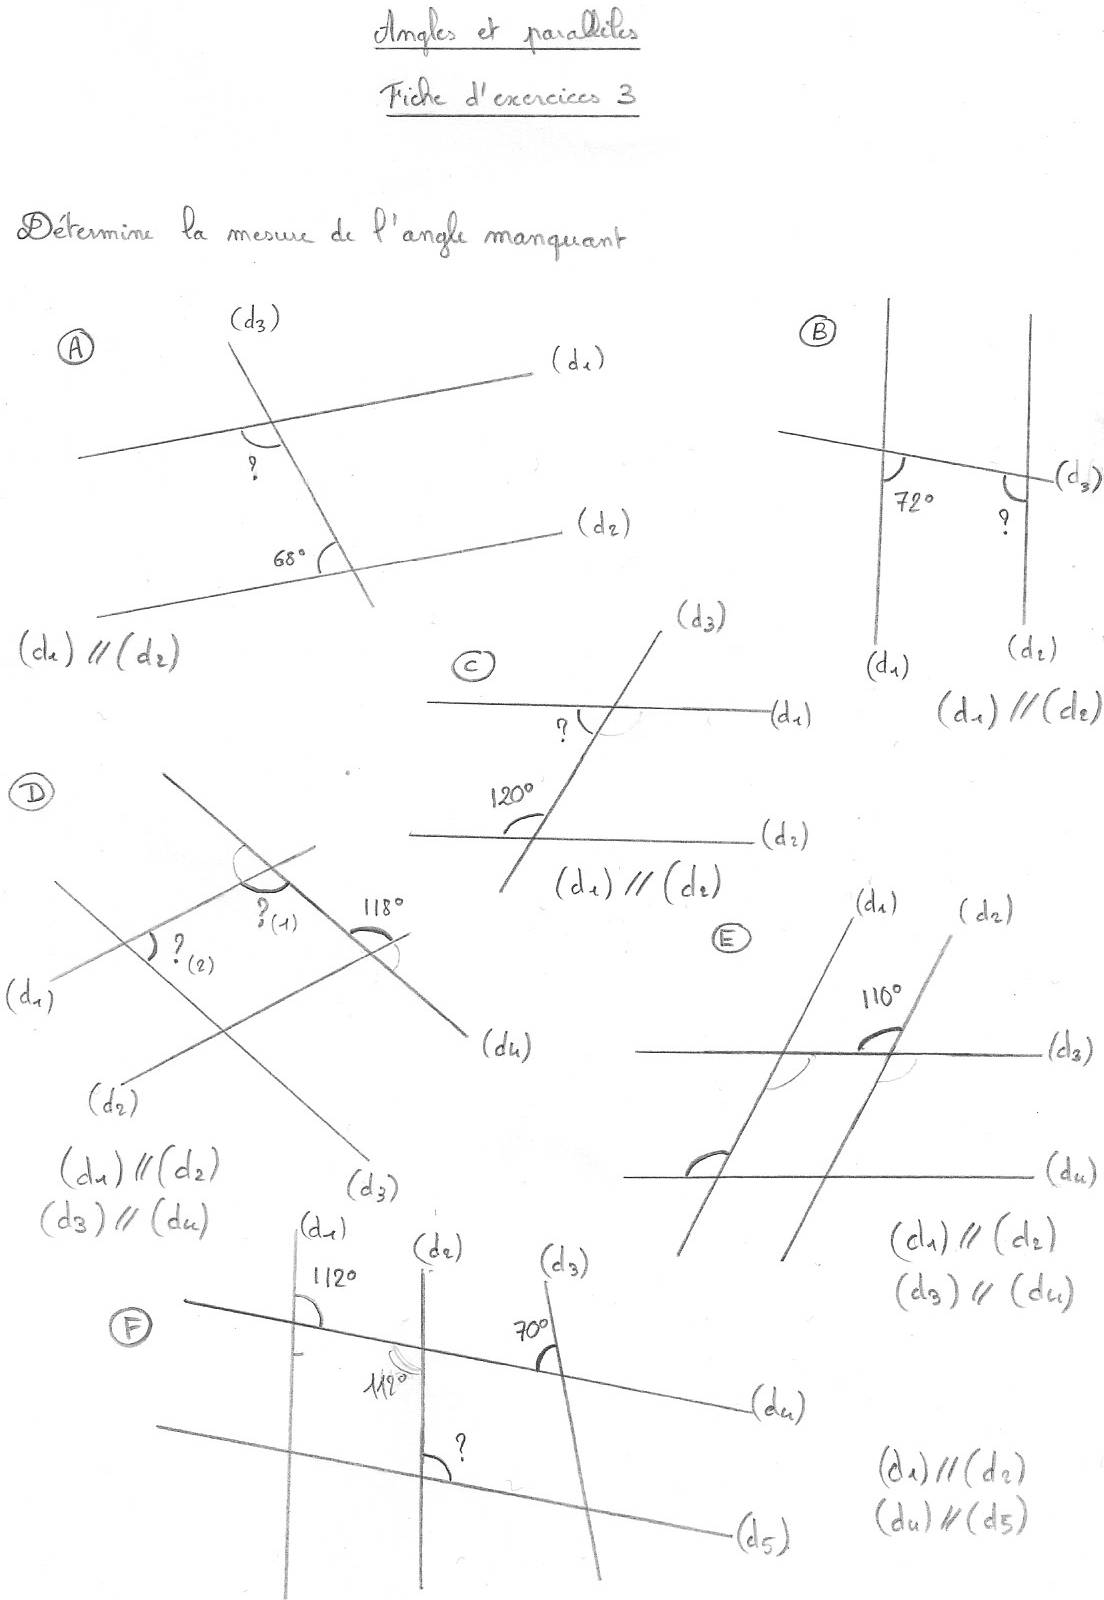 Angles et parallèles
Fiche d'exercices 3
Détermine la mesure de l'angle manquant
A
(d3)
(d1)
?
68°
(d2)
(d1) // (d2)
B
72°
?
(d3)
(d1)
(d2)
(d1) // (d2)
C
(d3)
?
(d1)
120°
(d2)
(d1) // (d2)
D
?(1)
118°
?(2)
(d1)
(d4)
(d2)
(d3)
(d1) // (d2)
(d3) // (d4)
E
(d1)
(d2)
110°
(d3)
(d4)
(d1) // (d2)
(d3) // (d4)
F
(d1)
(d2)
(d3)
112°
70°
112°
(d4)
?
(d5)
(d1) // (d2)
(d4) // (d5)